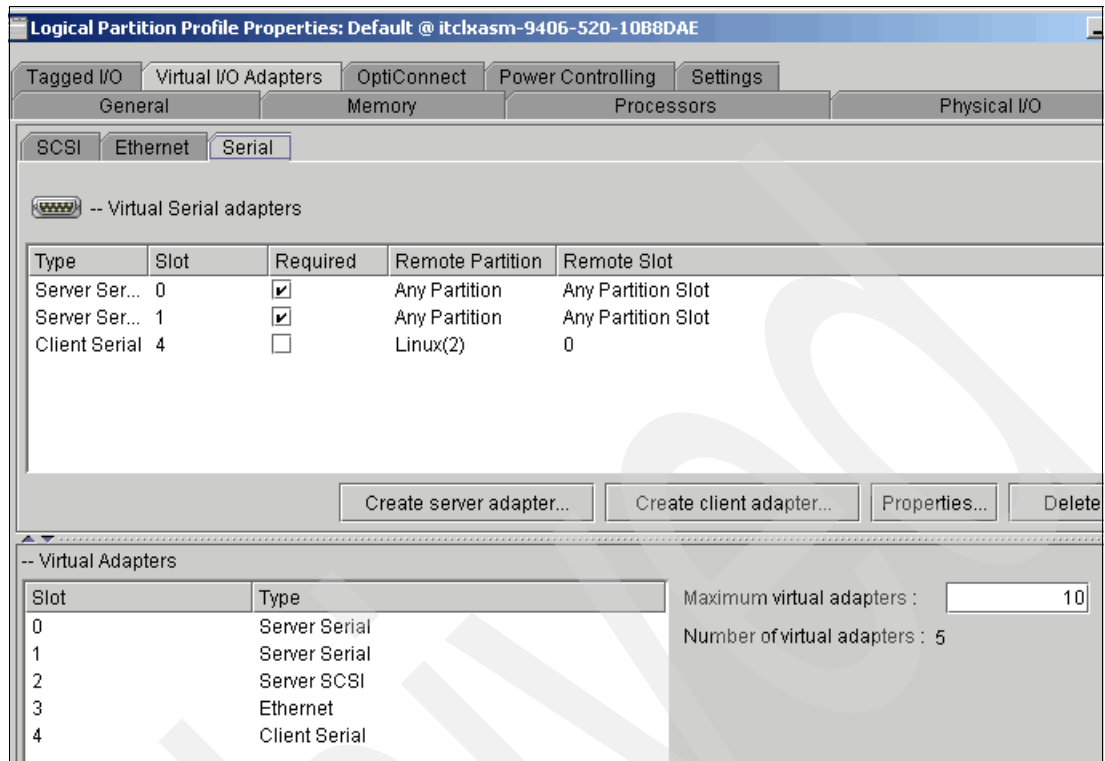 Logical Partition Profile Properties: Default @ itclxasm-9406-520-10B8DAE
Tagged I/O Virtual I/O Adapters OptiConnect Power Controlling Settings
General Memory Processors Physical I/O
SCSI Ethernet Serial
-- Virtual Serial adapters
Type Slot Required Remote Partition Remote Slot
Server Ser... 0 Any Partition Any Partition Slot
Server Ser... 1 Any Partition Any Partition Slot
Client Serial 4 Linux(2) 0
Create server adapter... Create client adapter... Properties... Delete
-- Virtual Adapters
Slot Type Maximum virtual adapters : 10
0 Server Serial Number of virtual adapters : 5
1 Server Serial
2 Server SCSI
3 Ethernet
4 Client Serial